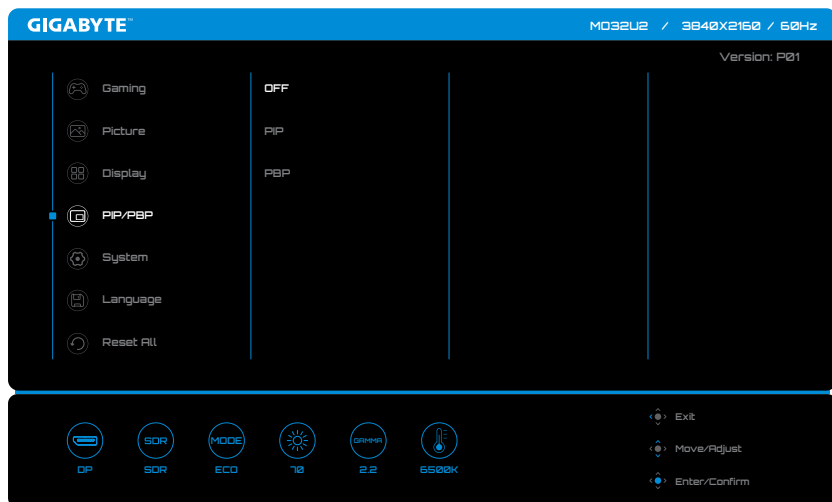 GIGABYTE™ MO32U2 / 3840X2160 / 60Hz
Version: P01
Gaming
Picture
Display
PIP/PBP
System
Language
Reset All
OFF
PIP
PBP
DP
SDR
SDR
MODE
ECO
70
GAMMA
2.2
6500K
Exit
Move/Adjust
Enter/Confirm